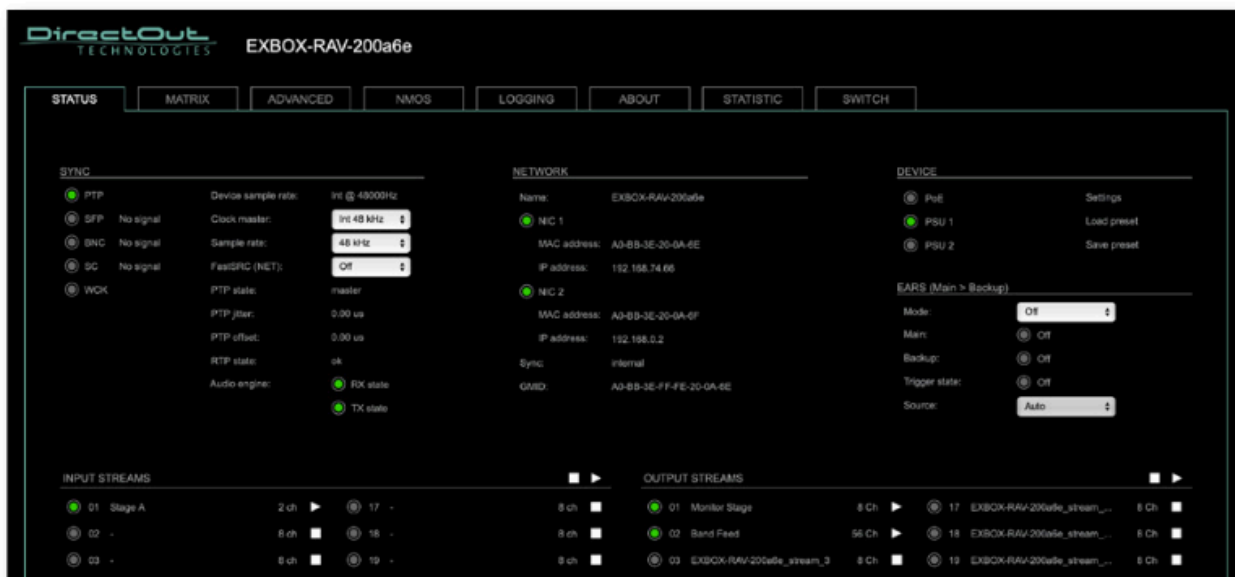 DirectOut
TECHNOLOGIES
EXBOX-RAV-200a6e
STATUS MATRIX ADVANCED NMOS LOGGING ABOUT STATISTIC SWITCH
SYNC
PTP Device sample rate: Int @ 48000Hz
SFP No signal Clock master: Int 48 kHz
BNC No signal Sample rate: 48 kHz
SC No signal FastSRC (NET): Off
WCK PTP state: master
PTP jitter: 0.00 us
PTP offset: 0.00 us
RTP state: ok
Audio engine: RX state
TX state
NETWORK
Name: EXBOX-RAV-200a6e
NIC 1
MAC address: A0-BB-3E-20-0A-6E
IP address: 192.168.74.66
NIC 2
MAC address: A0-BB-3E-20-0A-6F
IP address: 192.168.0.2
Sync: internal
GMID: A0-BB-3E-FF-FE-20-0A-6E
DEVICE
PoE Settings
PSU 1 Load preset
PSU 2 Save preset
EARS (Main > Backup)
Mode: Off
Main: Off
Backup: Off
Trigger state: Off
Source: Auto
INPUT STREAMS
01 Stage A 2 ch 17 - 8 ch
02 - 8 ch 18 - 8 ch
03 - 8 ch 19 - 8 ch
OUTPUT STREAMS
01 Monitor Stage 8 Ch 17 EXBOX-RAV-200a6e_stream_... 8 Ch
02 Band Feed 56 Ch 18 EXBOX-RAV-200a6e_stream_... 8 Ch
03 EXBOX-RAV-200a6e_stream_3 8 Ch 19 EXBOX-RAV-200a6e_stream_... 8 Ch